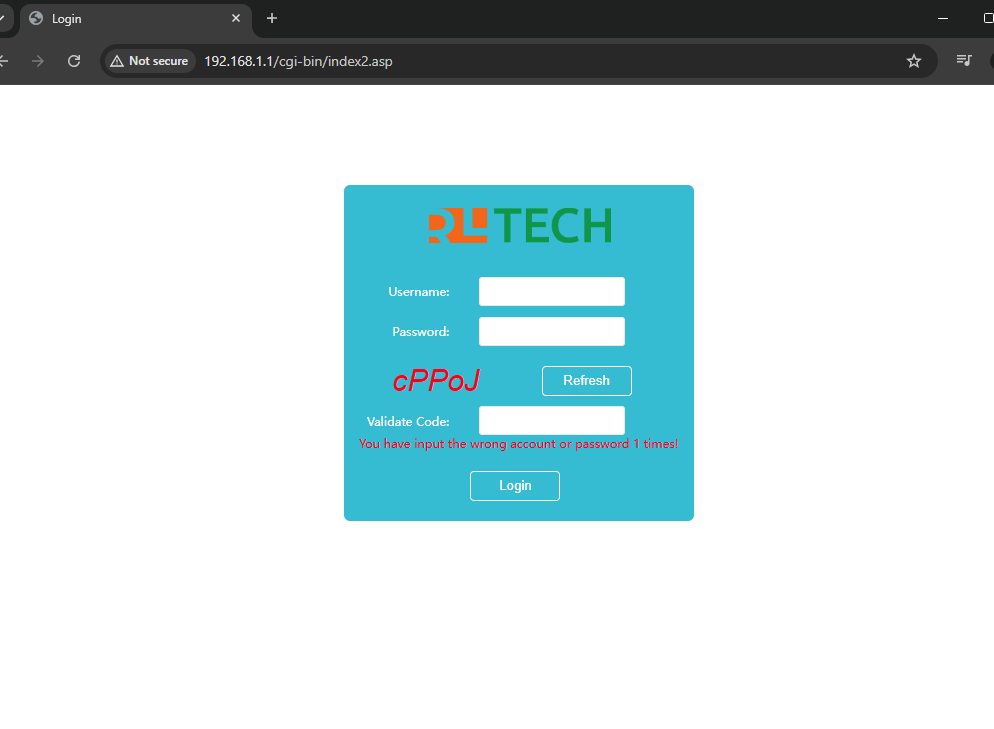 Login
Not secure
192.168.1.1/cgi-bin/index2.asp
RL TECH
Username:
Password:
cPPoJ
Refresh
Validate Code:
You have input the wrong account or password 1 times!
Login